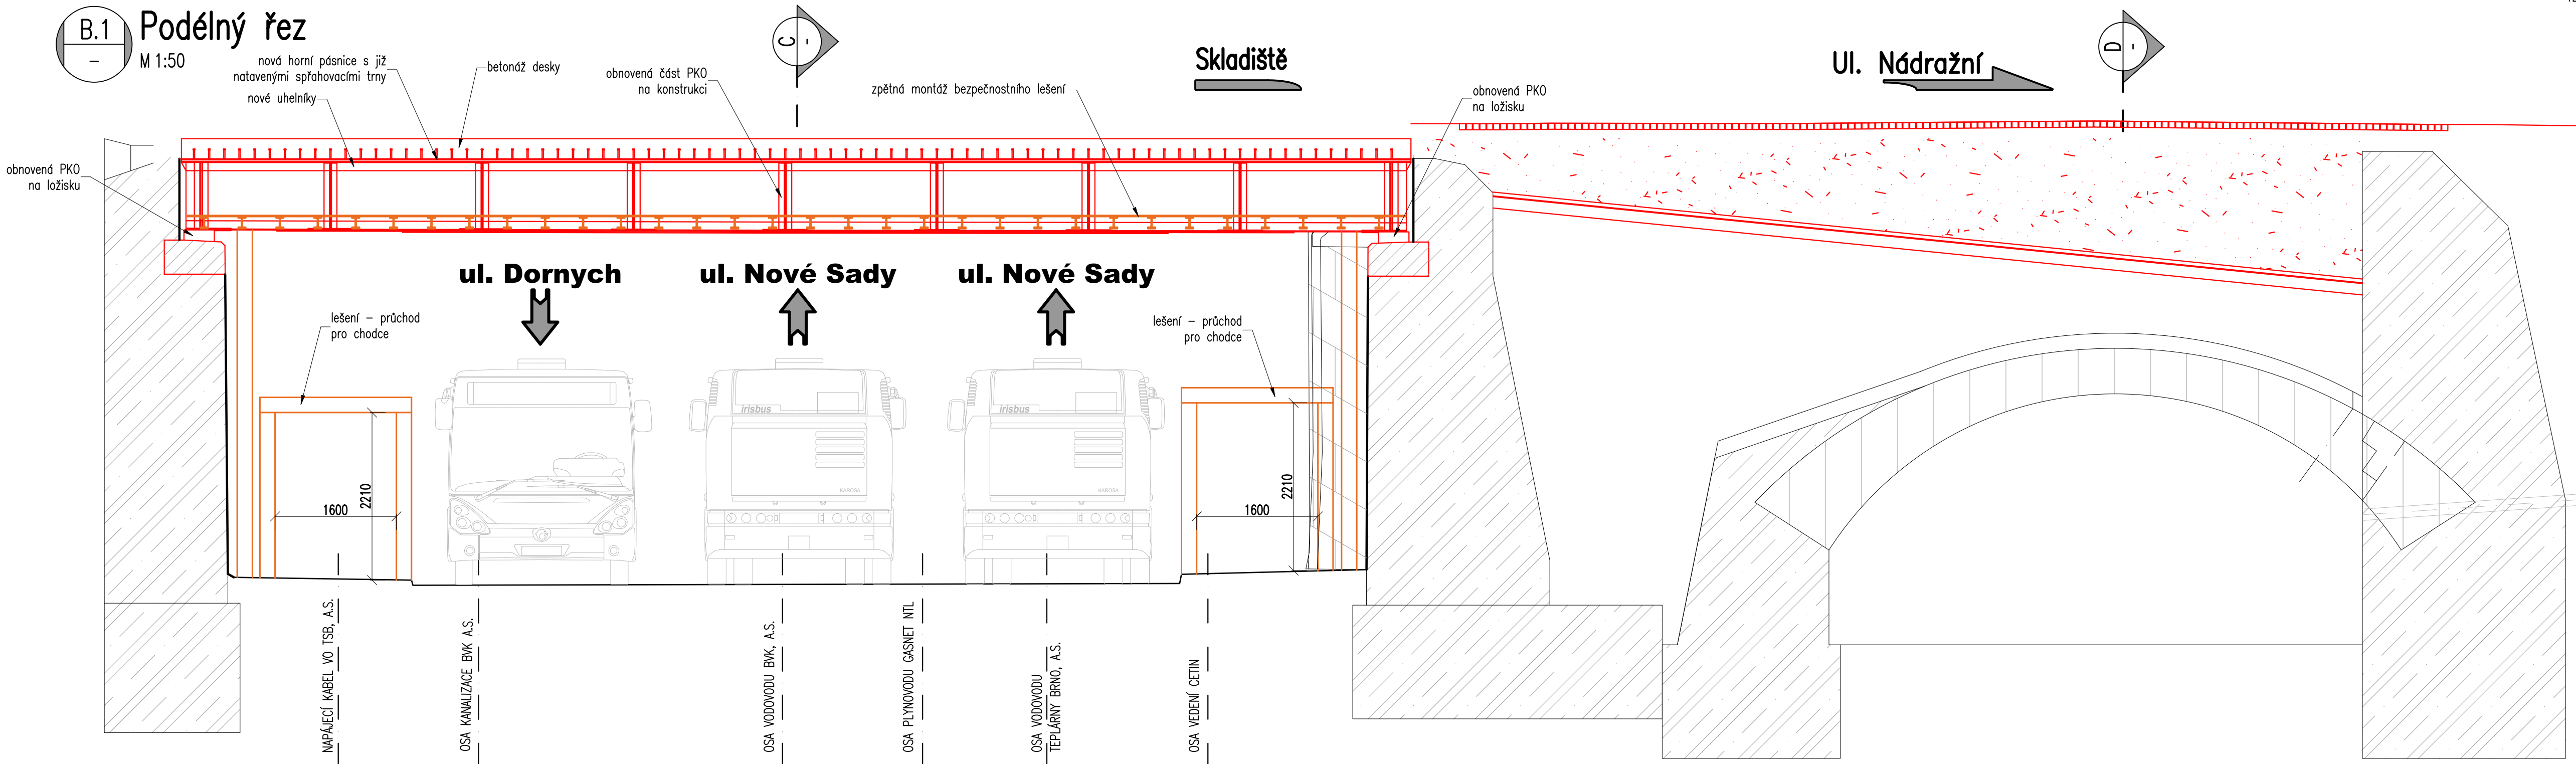 B.1
–
Podélný řez
M 1:50
nová horní pásnice s již
natavenými spřahovacími trny
nové uhelníky
betonáž desky
obnovená část PKO
na konstrukci
C
-
zpětná montáž bezpečnostního lešení
Skladiště
obnovená PKO
na ložisku
Ul. Nádražní
D
-
obnovená PKO
na ložisku
ul. Dornych
ul. Nové Sady
ul. Nové Sady
lešení – průchod
pro chodce
lešení – průchod
pro chodce
irisbus
irisbus
KAROSA
KAROSA
1600
2210
1600
2210
NAPÁJECÍ KABEL VO TSB, A.S.
OSA KANALIZACE BVK A.S.
OSA VODOVODU BVK, A.S.
OSA PLYNOVODU GASNET NTL
OSA VODOVODU
TEPLÁRNY BRNO, A.S.
OSA VEDENÍ CETIN